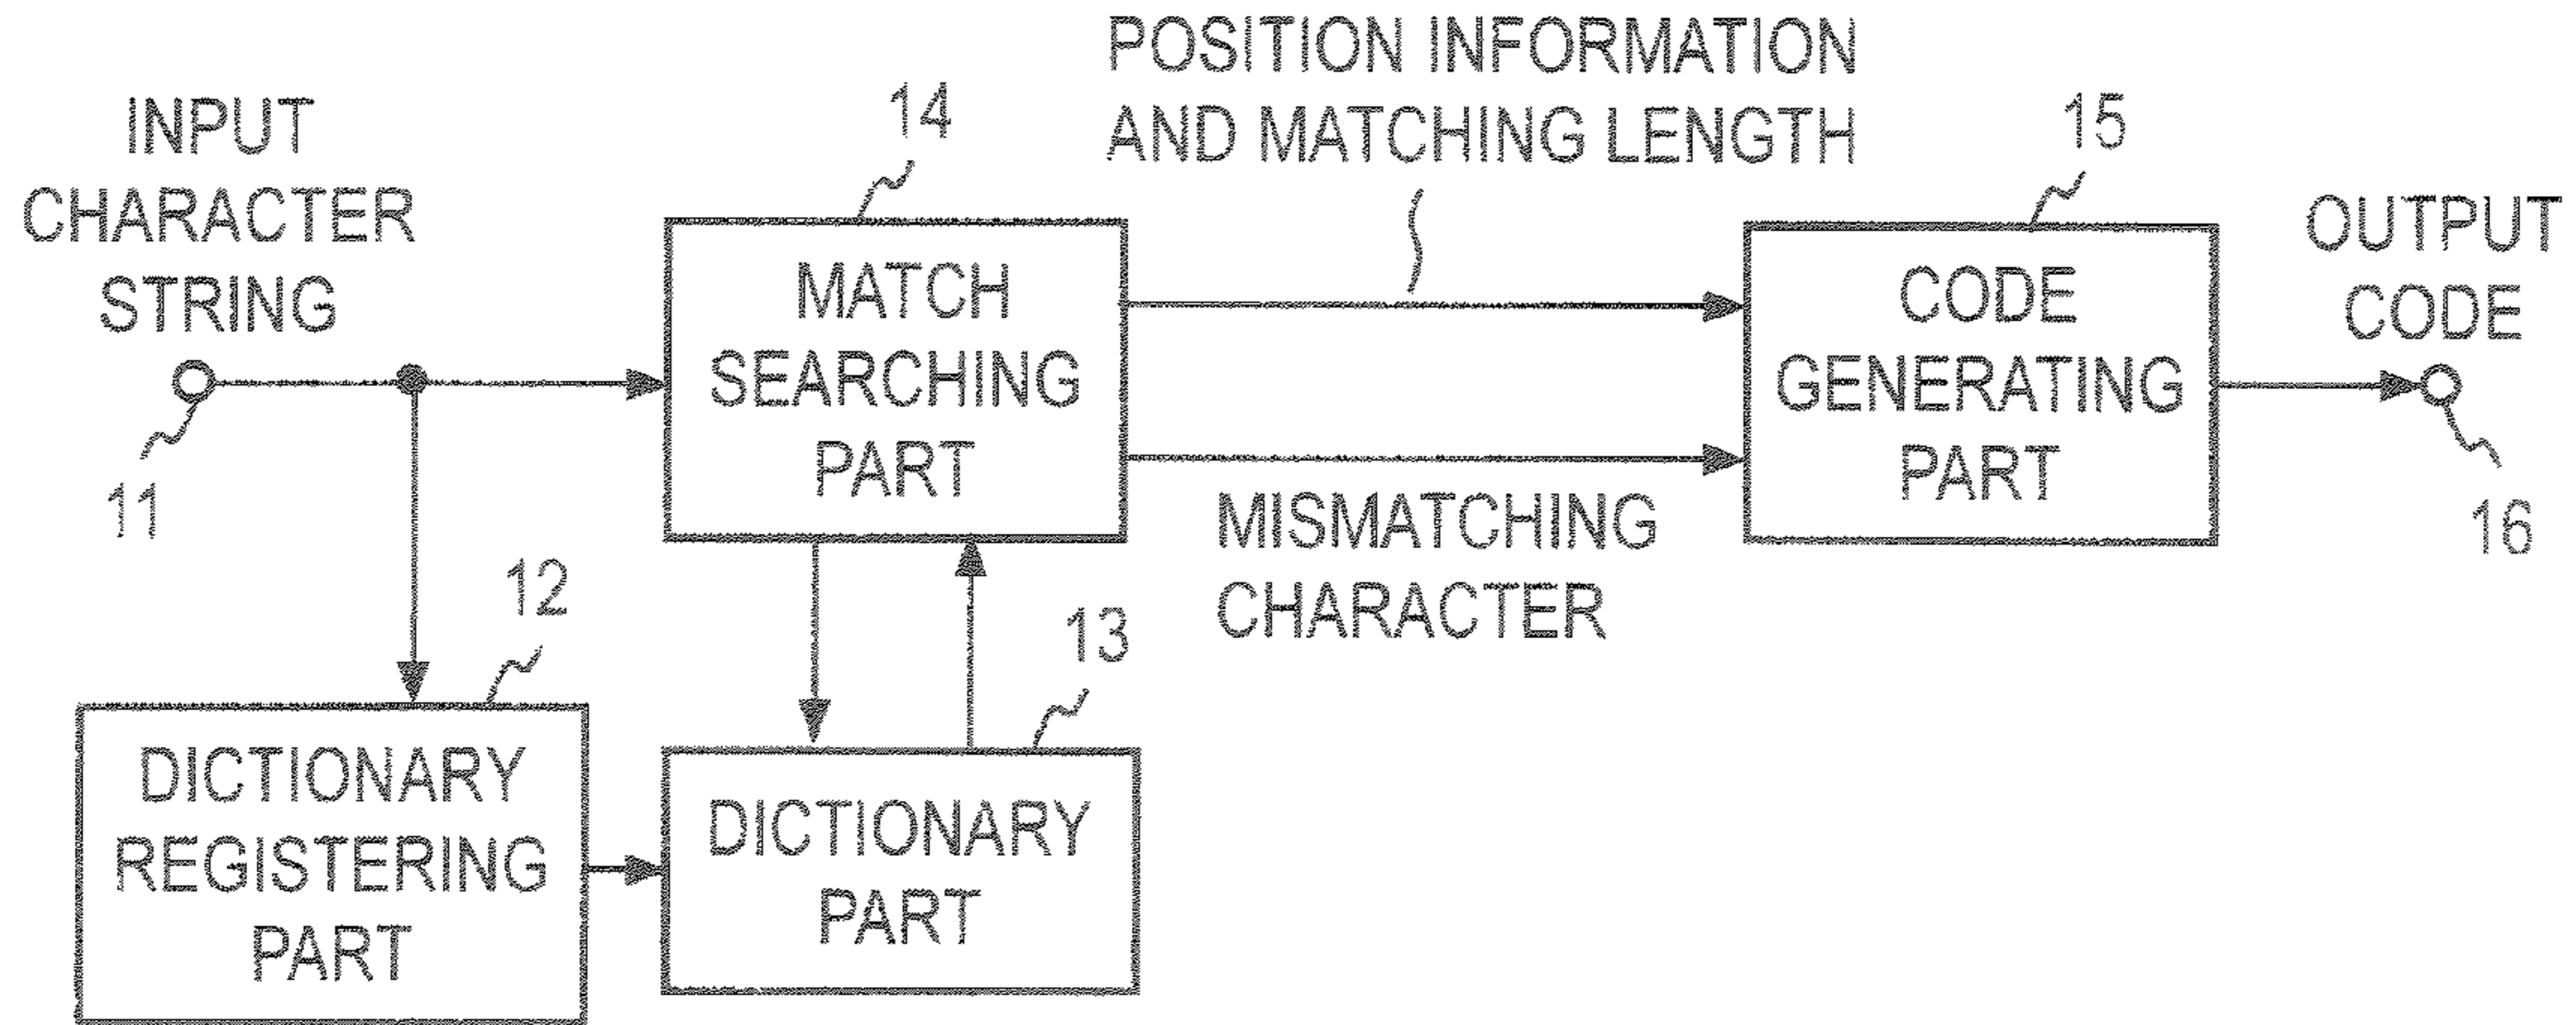 INPUT
CHARACTER
STRING
11
14
POSITION INFORMATION
AND MATCHING LENGTH
15
OUTPUT
CODE
MATCH
SEARCHING
PART
CODE
GENERATING
PART
16
MISMATCHING
CHARACTER
12
13
DICTIONARY
REGISTERING
PART
DICTIONARY
PART